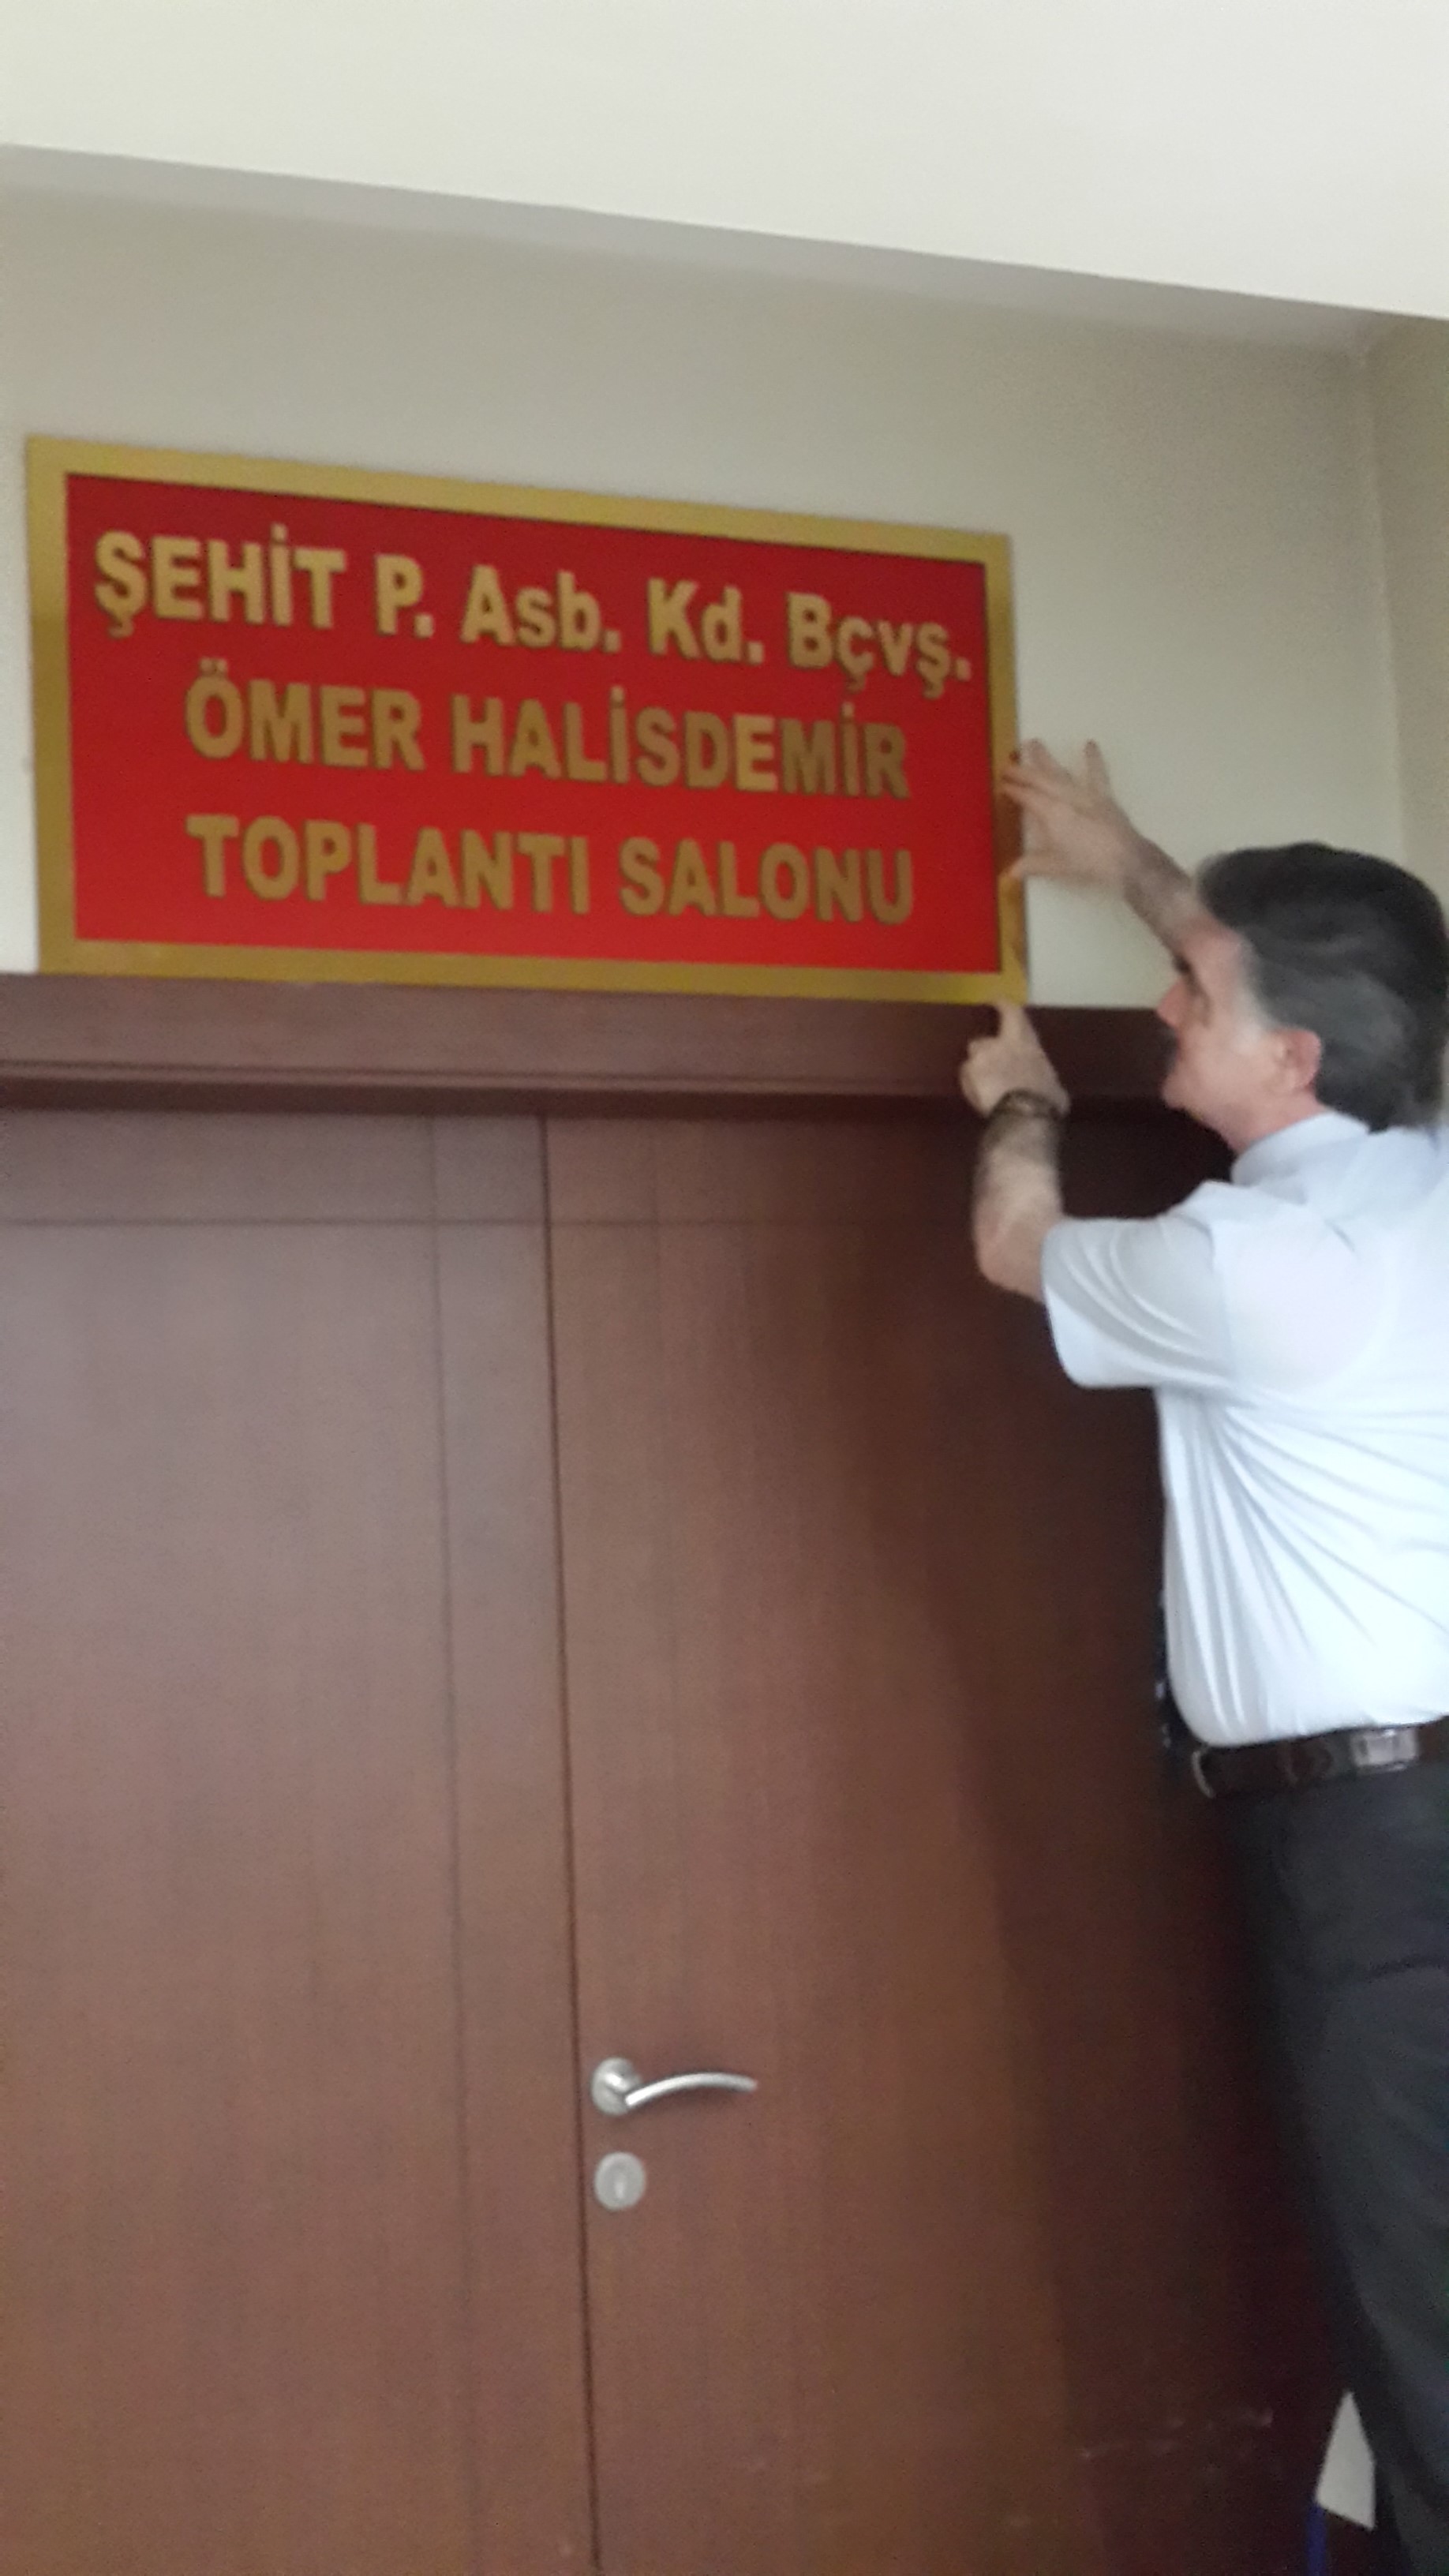 ŞEHİT P. Asb. Kd. Bçvş.
ÖMER HALİSDEMİR
TOPLANTI SALONU